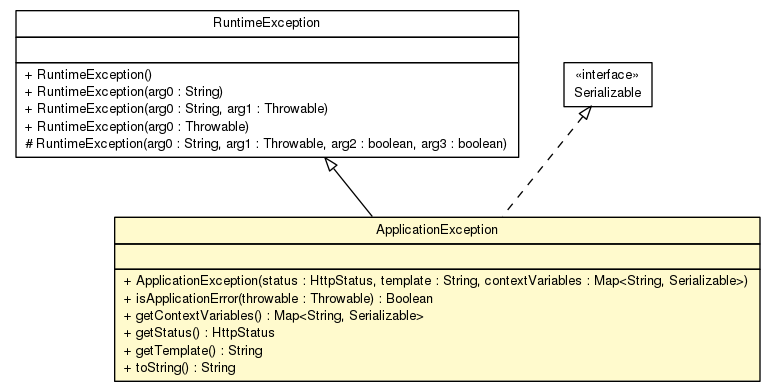 RuntimeException
+ RuntimeException()
+ RuntimeException(arg0 : String)
+ RuntimeException(arg0 : String, arg1 : Throwable)
+ RuntimeException(arg0 : Throwable)
# RuntimeException(arg0 : String, arg1 : Throwable, arg2 : boolean, arg3 : boolean)
«interface»
Serializable
ApplicationException
+ ApplicationException(status : HttpStatus, template : String, contextVariables : Map<String, Serializable>)
+ isApplicationError(throwable : Throwable) : Boolean
+ getContextVariables() : Map<String, Serializable>
+ getStatus() : HttpStatus
+ getTemplate() : String
+ toString() : String